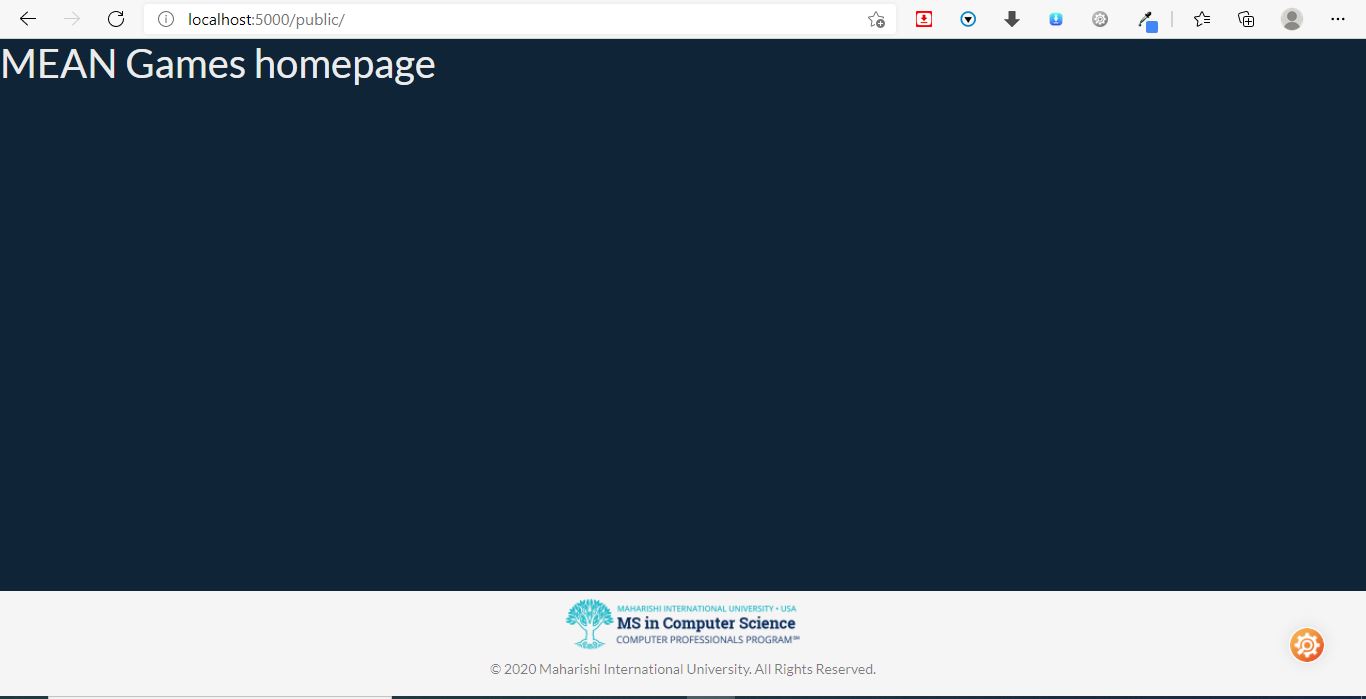 localhost:5000/public/
MEAN Games homepage
MAHARISHI INTERNATIONAL UNIVERSITY • USA
MS in Computer Science
COMPUTER PROFESSIONALS PROGRAM℠
© 2020 Maharishi International University. All Rights Reserved.